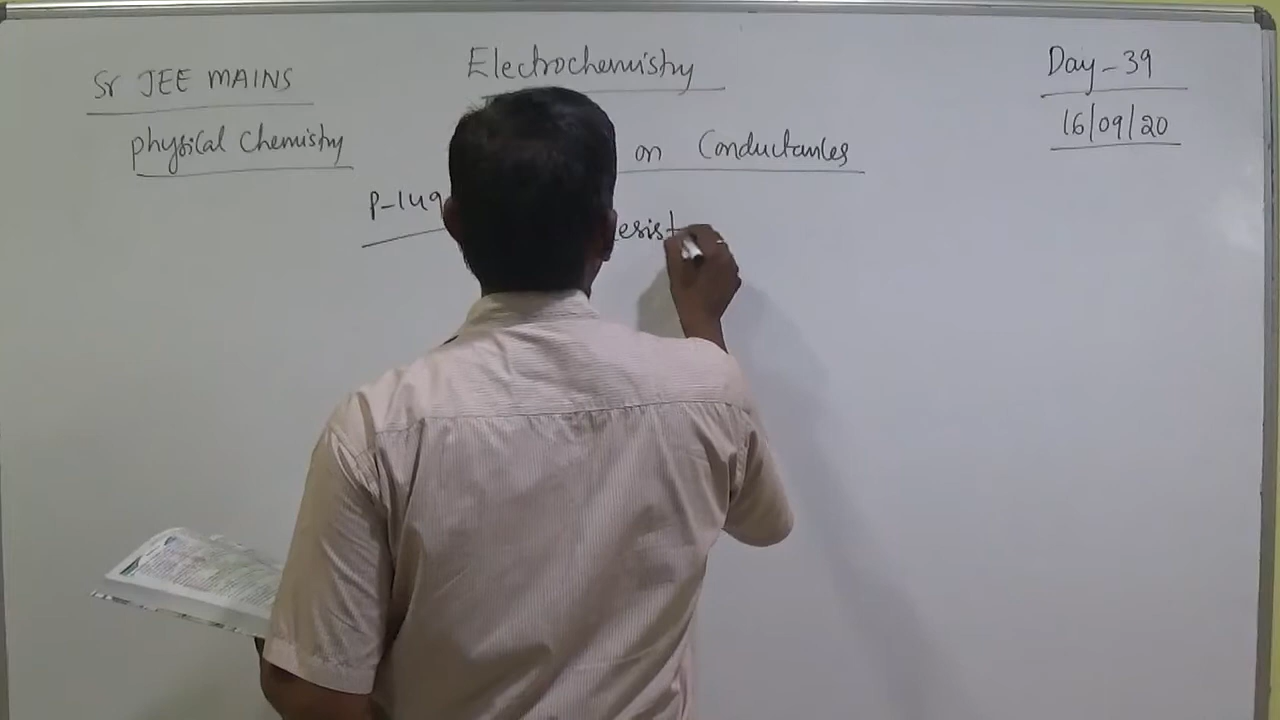 Sr JEE MAINS
Electrochemistry
Day-39
physical Chemistry
on Conductances
16/09/20
P-149
esist